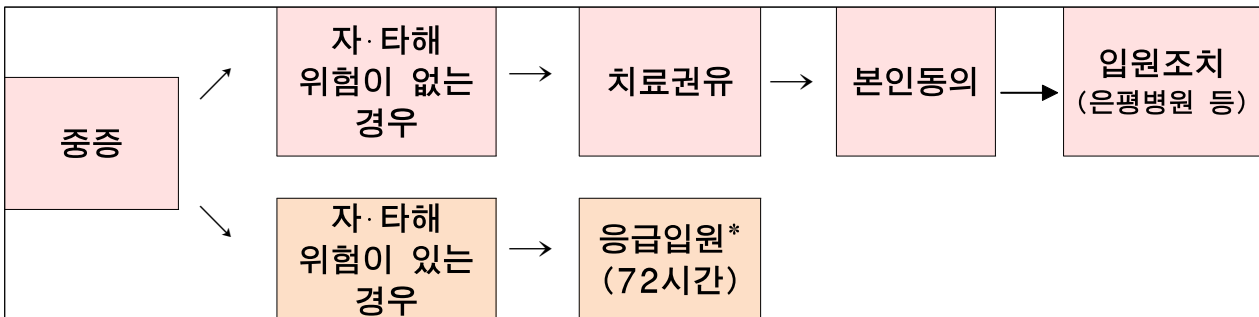 중증
자·타해
위험이 없는
경우
치료권유
본인동의
입원조치
(은평병원 등)
자·타해
위험이 있는
경우
응급입원*
(72시간)